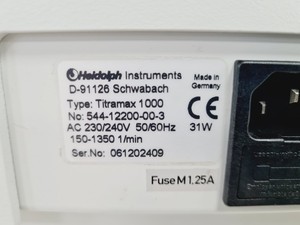 Heidolph Instruments
Made in Germany
D-91126 Schwabach
Type: Titramax 1000
No: 544-12200-00-3
AC 230/240V 50/60Hz 31W
150-1350 1/min
Ser.No: 061202409
CE
Fuse M 1,25A